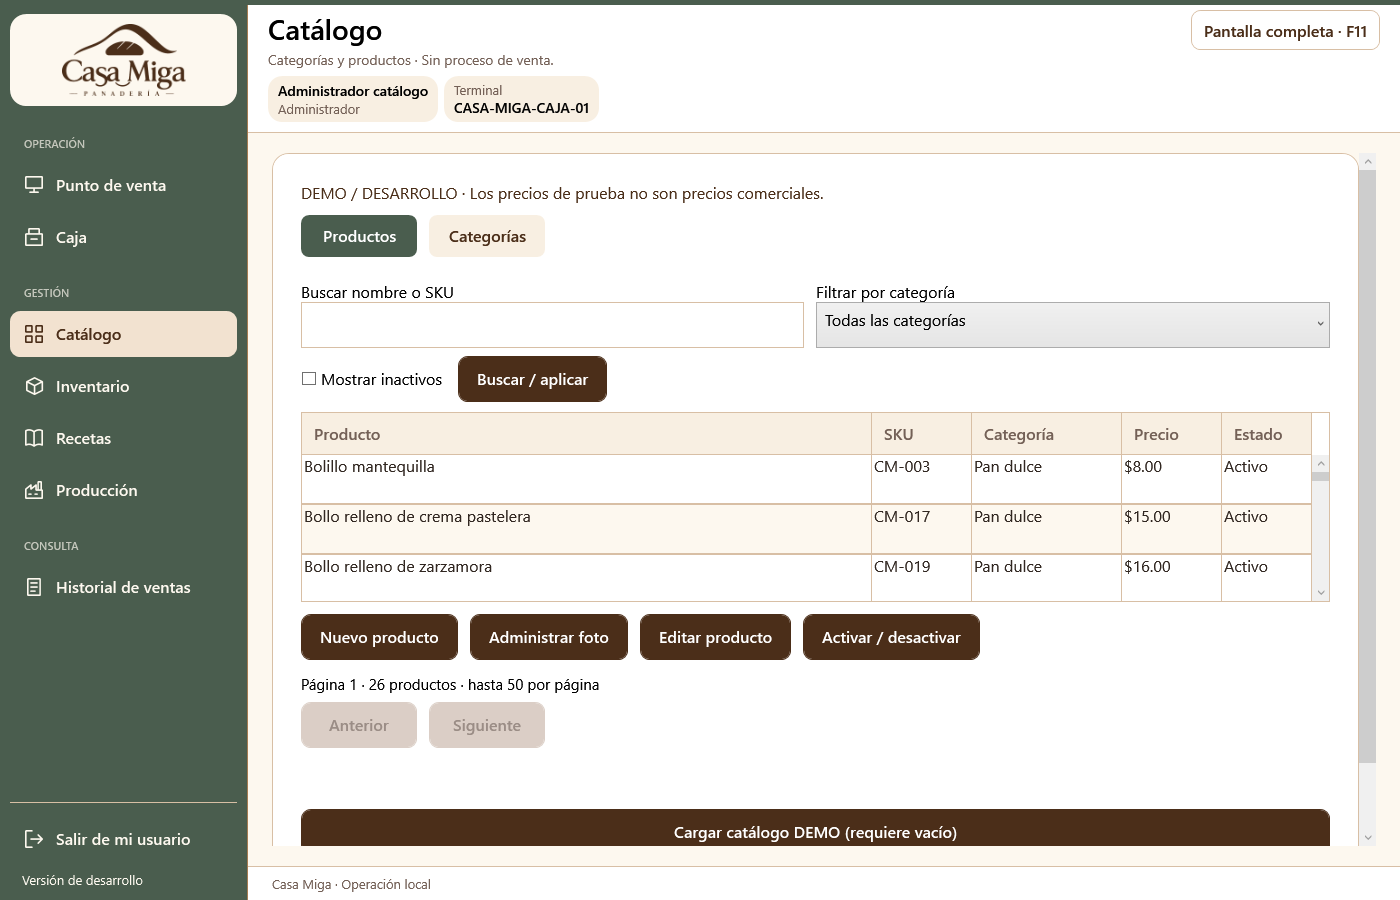 Casa Miga
PANADERÍA
OPERACIÓN
Punto de venta
Caja
GESTIÓN
Catálogo
Inventario
Recetas
Producción
CONSULTA
Historial de ventas
Salir de mi usuario
Versión de desarrollo
Catálogo
Categorías y productos · Sin proceso de venta.
Administrador catálogo
Administrador
Terminal
CASA-MIGA-CAJA-01
Pantalla completa · F11
DEMO / DESARROLLO · Los precios de prueba no son precios comerciales.
Productos
Categorías
Buscar nombre o SKU
Filtrar por categoría
Todas las categorías
Mostrar inactivos
Buscar / aplicar
Producto SKU Categoría Precio Estado
Bolillo mantequilla CM-003 Pan dulce $8.00 Activo
Bollo relleno de crema pastelera CM-017 Pan dulce $15.00 Activo
Bollo relleno de zarzamora CM-019 Pan dulce $16.00 Activo
Nuevo producto
Administrar foto
Editar producto
Activar / desactivar
Página 1 · 26 productos · hasta 50 por página
Anterior
Siguiente
Cargar catálogo DEMO (requiere vacío)
Casa Miga · Operación local